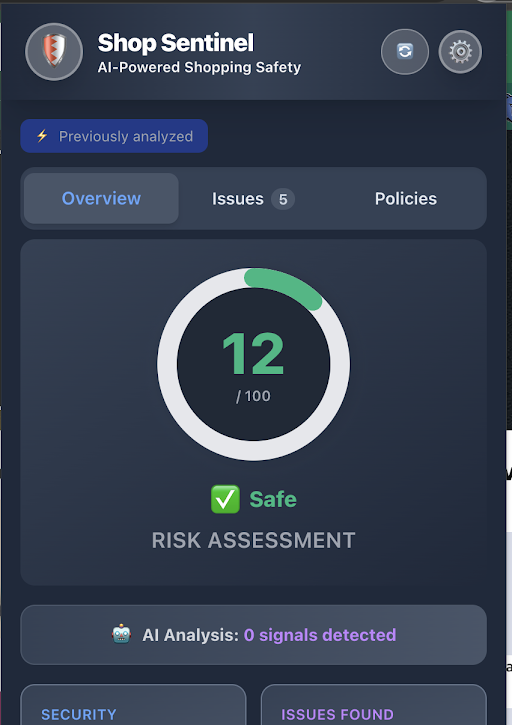 Shop Sentinel
AI-Powered Shopping Safety
Previously analyzed
Overview
Issues 5
Policies
12
/ 100
Safe
RISK ASSESSMENT
AI Analysis: 0 signals detected
SECURITY
ISSUES FOUND